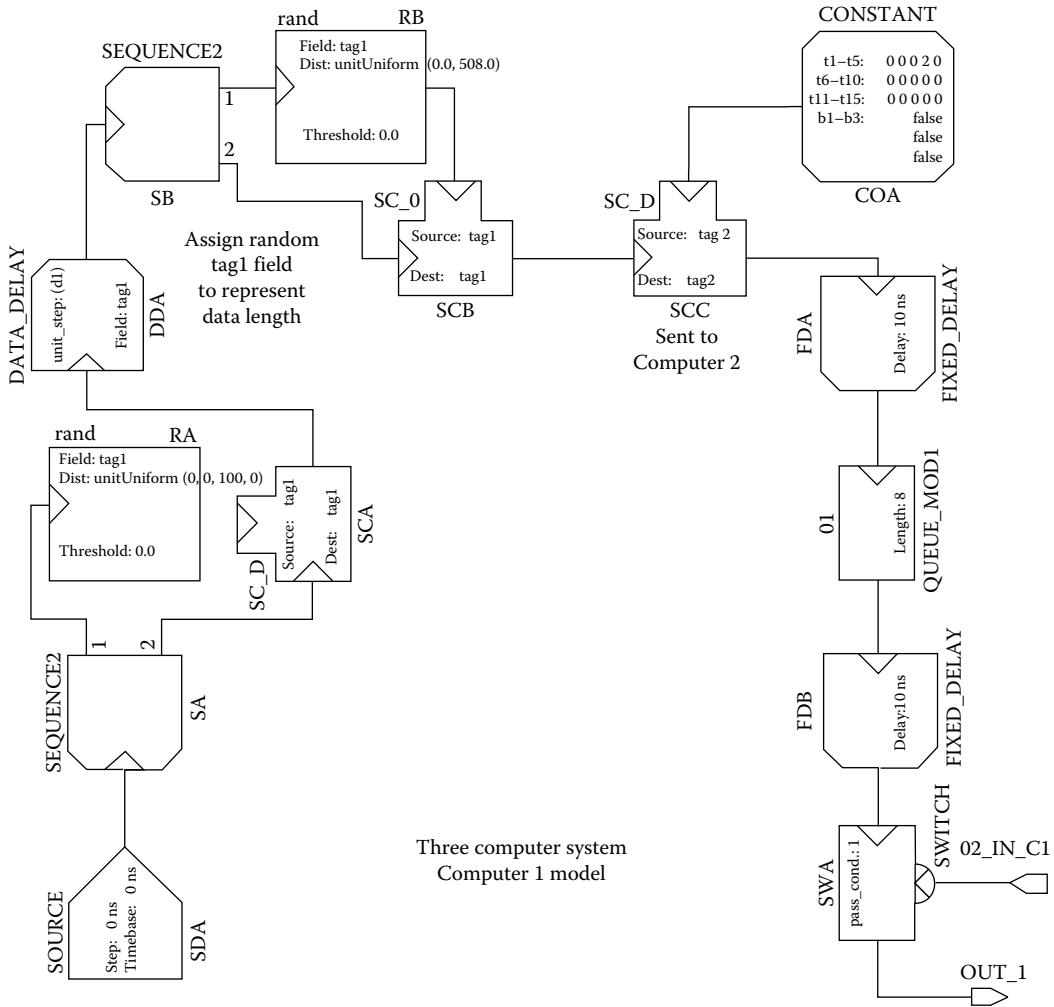 CONSTANT
t1–t5: 0 0 0 2 0
t6–t10: 0 0 0 0 0
t11–t15: 0 0 0 0 0
b1–b3: false
false
false
COA
rand RB
Field: tag1
Dist: unitUniform (0.0, 508.0)
Threshold: 0.0
SEQUENCE2
1
2
SB
SC_0
Source: tag1
Dest: tag1
SCB
SC_D
Source: tag 2
Dest: tag2
SCC
Sent to
Computer 2
Assign random
tag1 field
to represent
data length
DATA_DELAY
unit_step: (d1)
Field: tag1
DDA
FDA
Delay: 10 ns
FIXED_DELAY
rand RA
Field: tag1
Dist: unitUniform (0, 0, 100, 0)
Threshold: 0.0
SC_D
Source: tag1
Dest: tag1
SCA
01
Length: 8
QUEUE_MOD1
SEQUENCE2
1
2
SA
FDB
Delay:10 ns
FIXED_DELAY
SOURCE
Step: 0 ns
Timebase: 0 ns
SDA
Three computer system
Computer 1 model
SWA
pass_cond.: 1
SWITCH
02_IN_C1
OUT_1